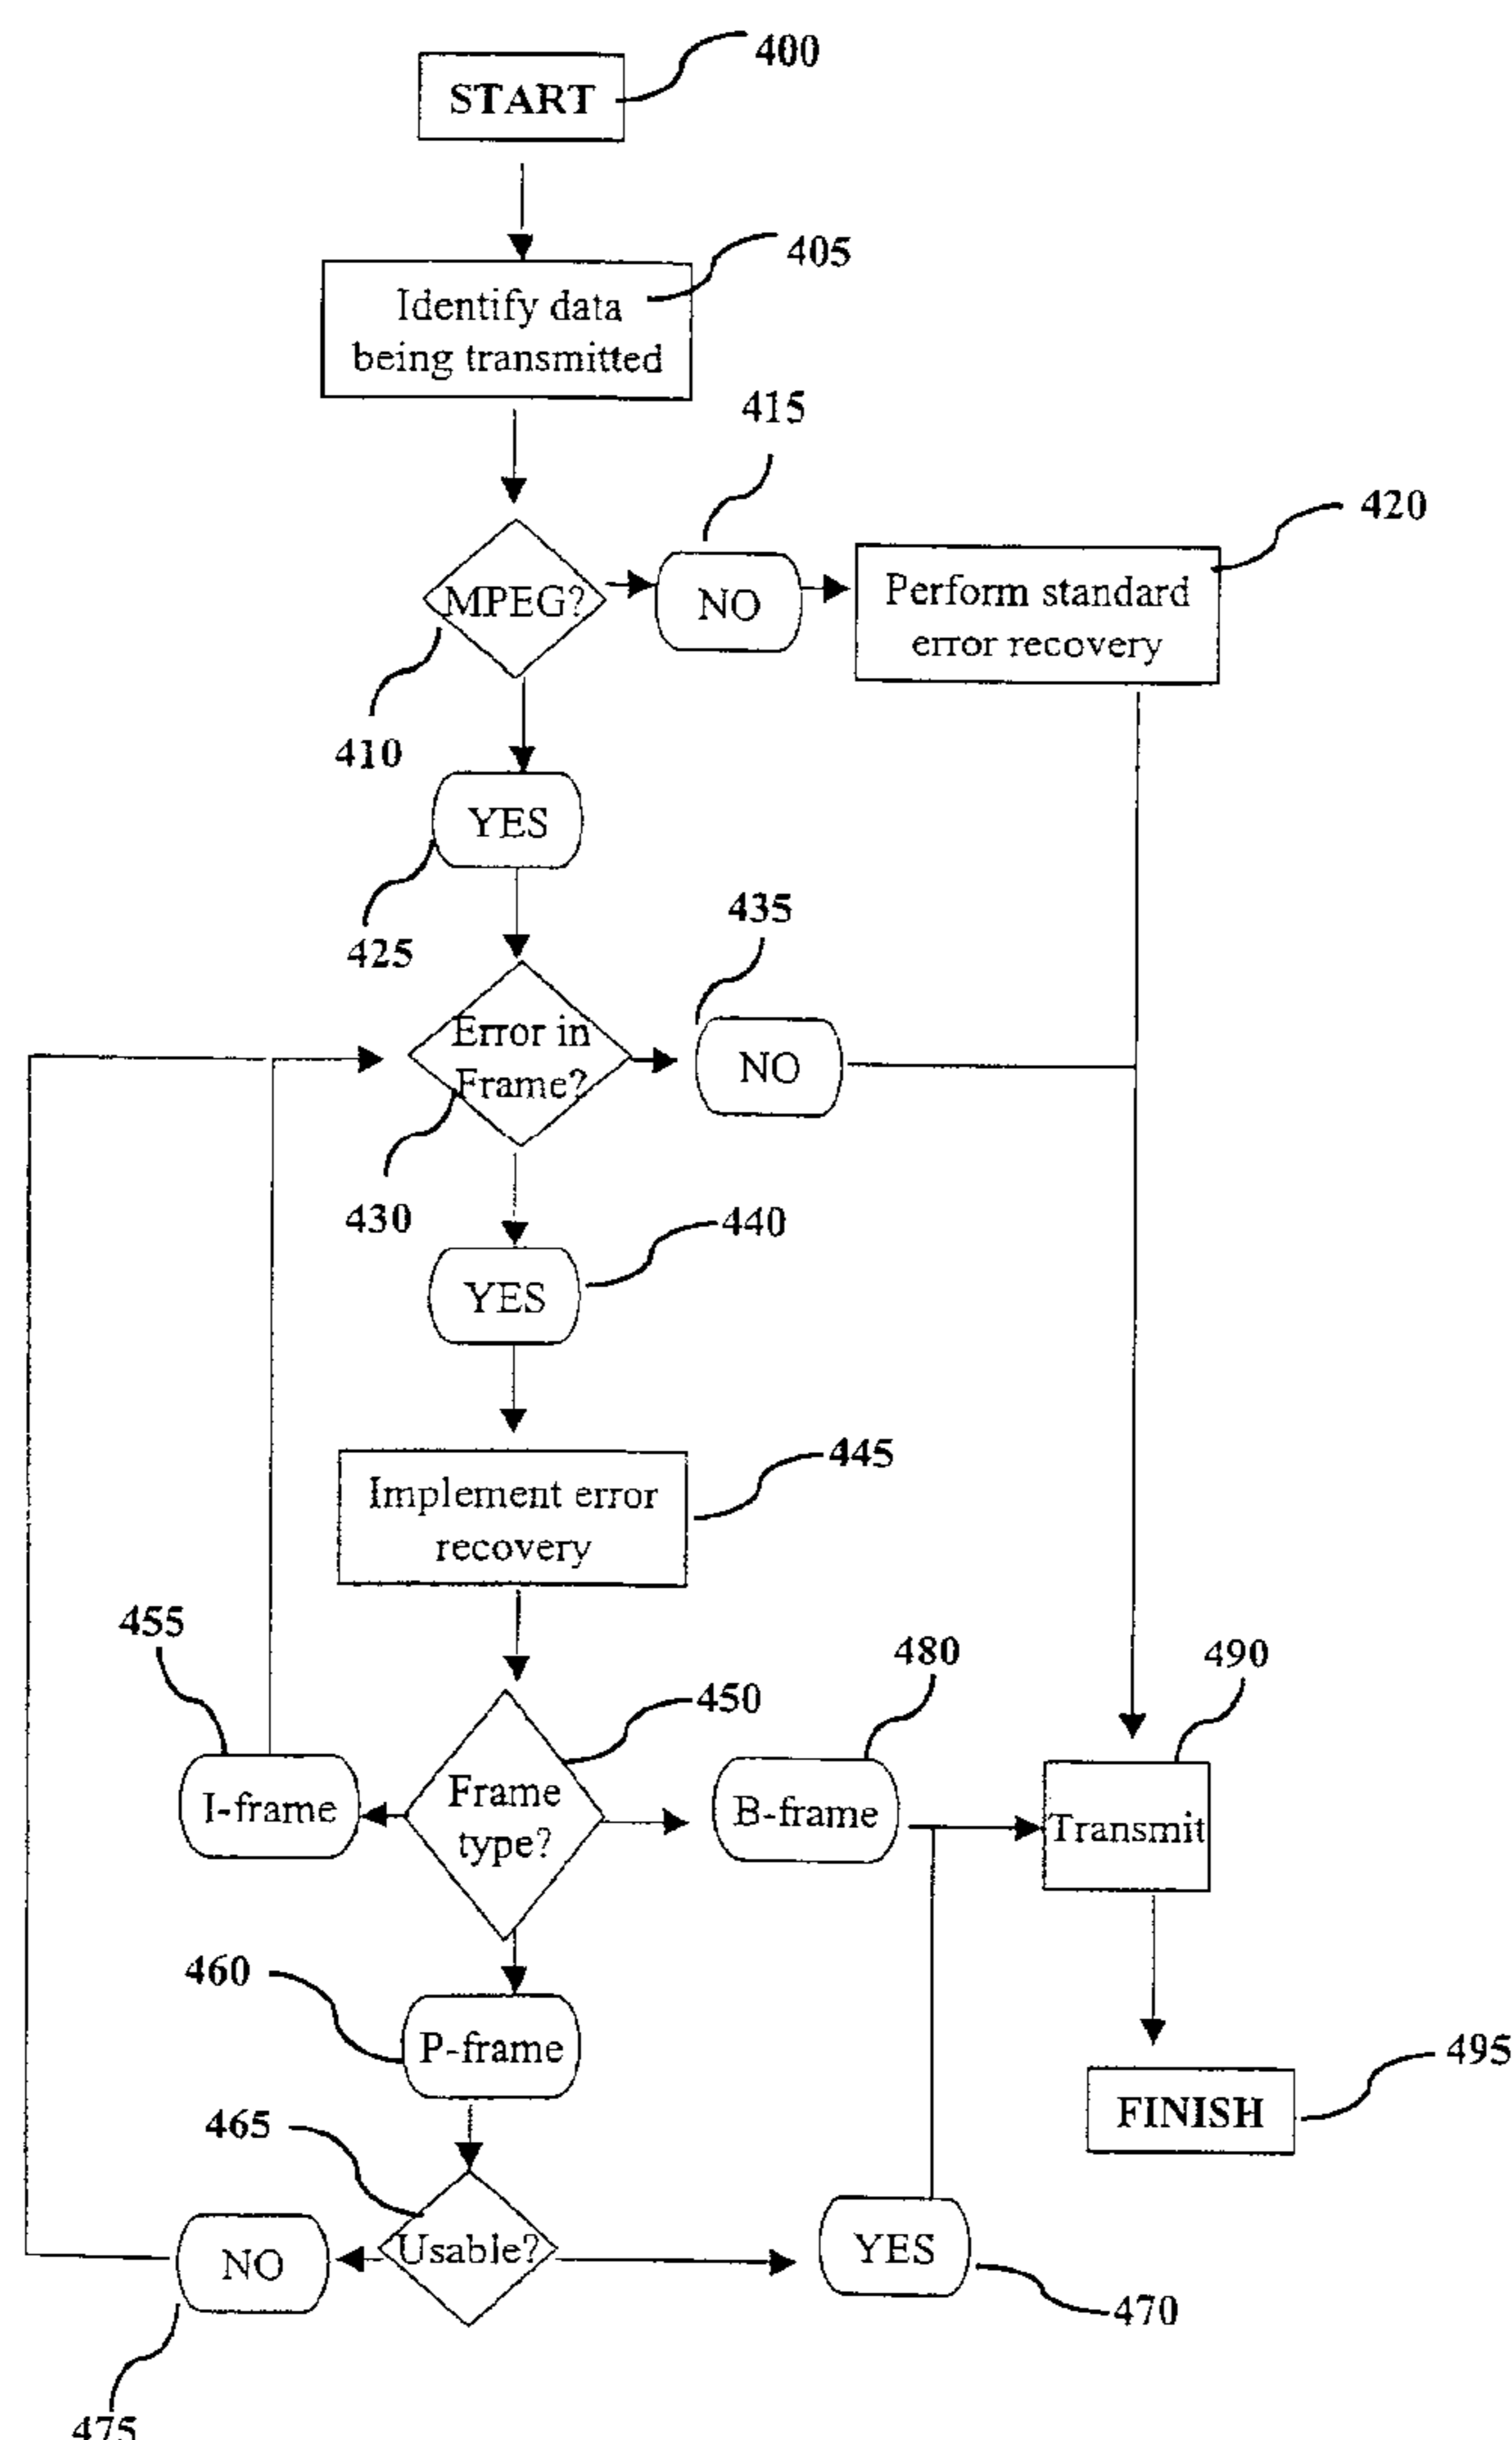 400
START
405
Identify data
being transmitted
415
420
MPEG?
NO
Perform standard
error recovery
410
YES
425
435
Error in
Frame?
NO
430
440
YES
445
Implement error
recovery
455
480
490
450
I-frame
Frame
type?
B-frame
Transmit
460
P-frame
495
FINISH
465
NO
Usable?
YES
470
475